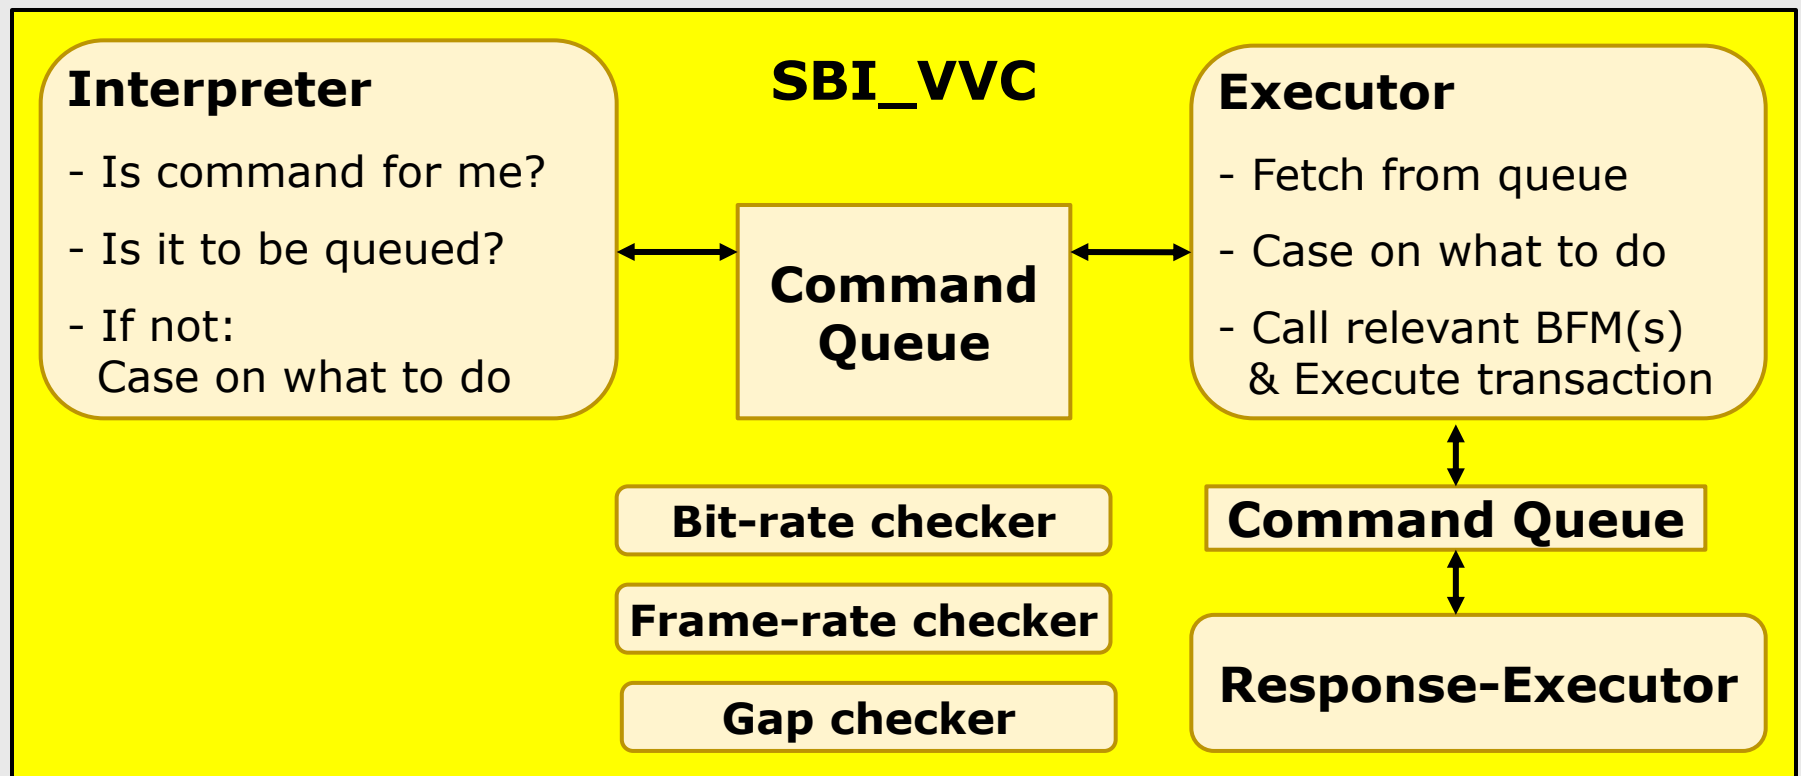 SBI_VVC
Interpreter
- Is command for me?
- Is it to be queued?
- If not:
Case on what to do
Command
Queue
Executor
- Fetch from queue
- Case on what to do
- Call relevant BFM(s)
& Execute transaction
Bit-rate checker
Frame-rate checker
Gap checker
Command Queue
Response-Executor